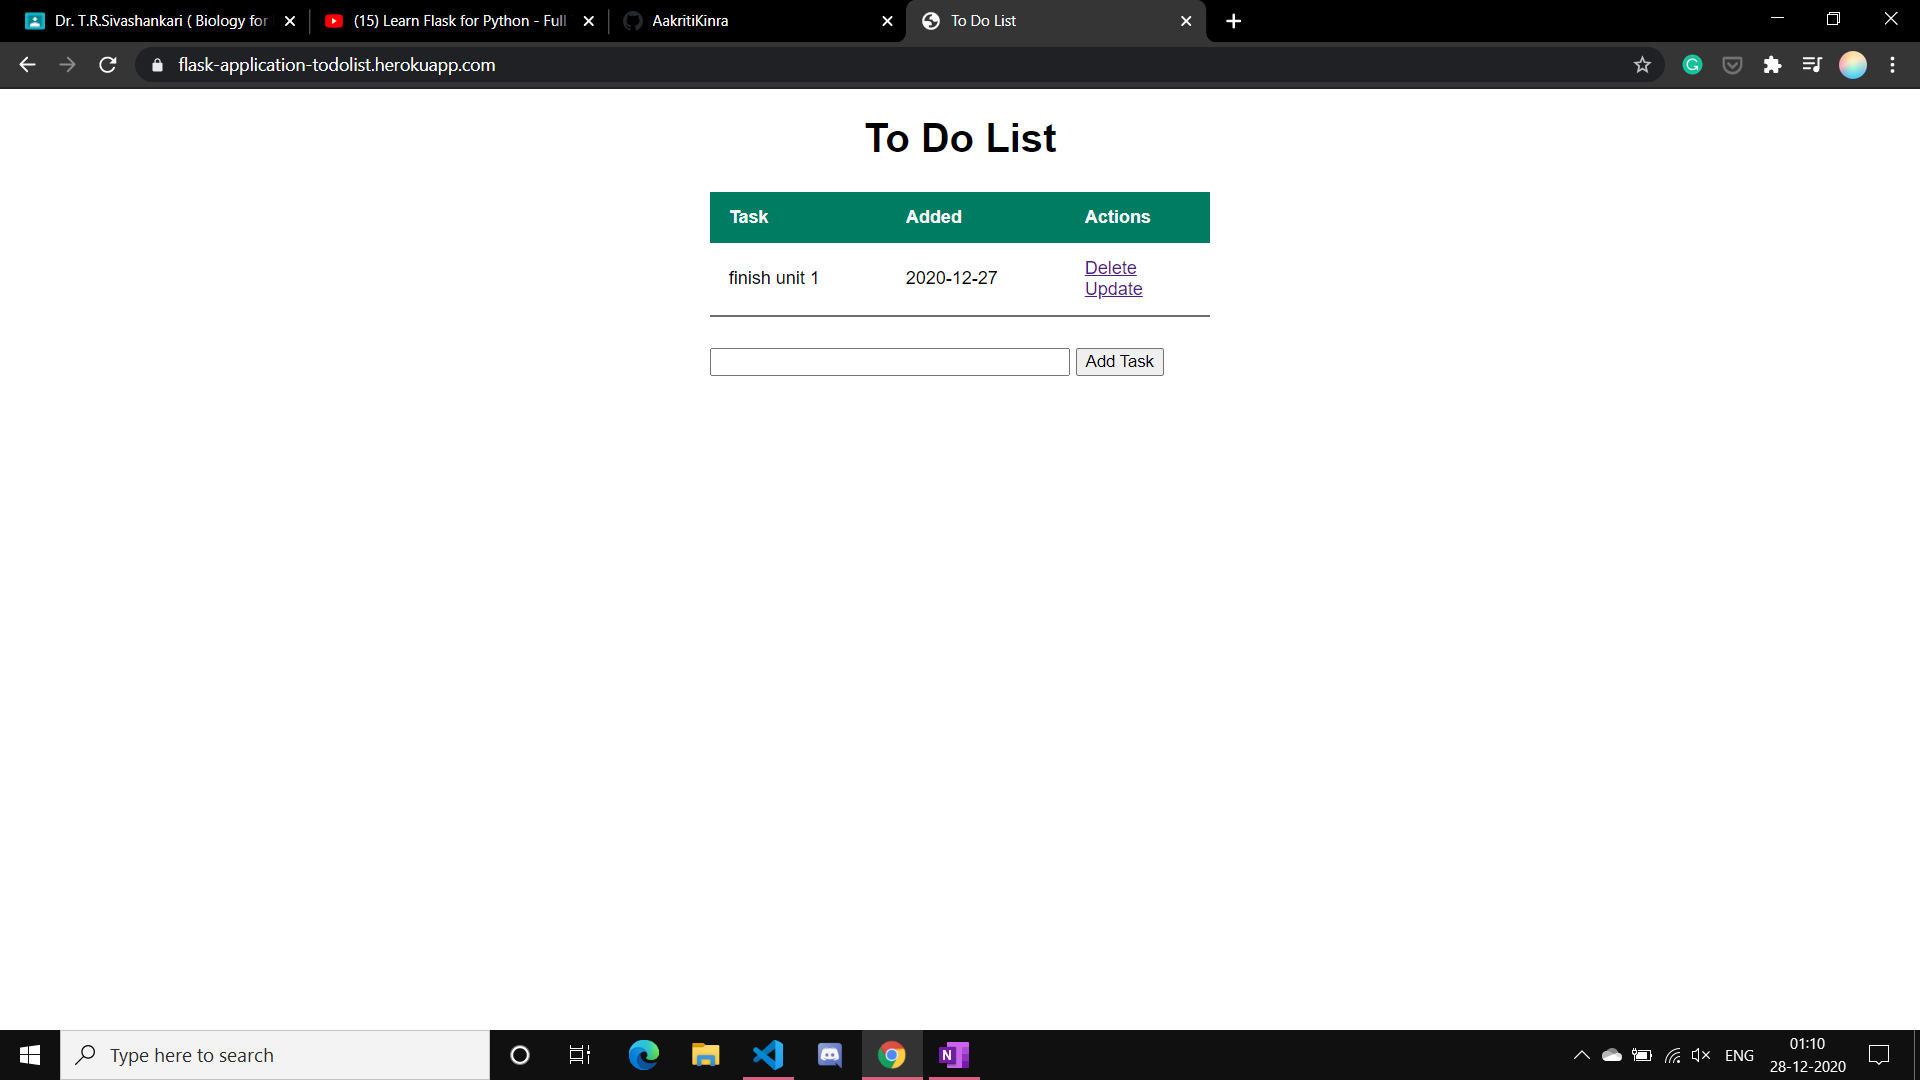 Dr. T.R.Sivashankari ( Biology for
(15) Learn Flask for Python - Full
AakritiKinra
To Do List
flask-application-todolist.herokuapp.com
To Do List
Task Added Actions
finish unit 1 2020-12-27 Delete
Update
Add Task
Type here to search
N
ENG
01:10
28-12-2020